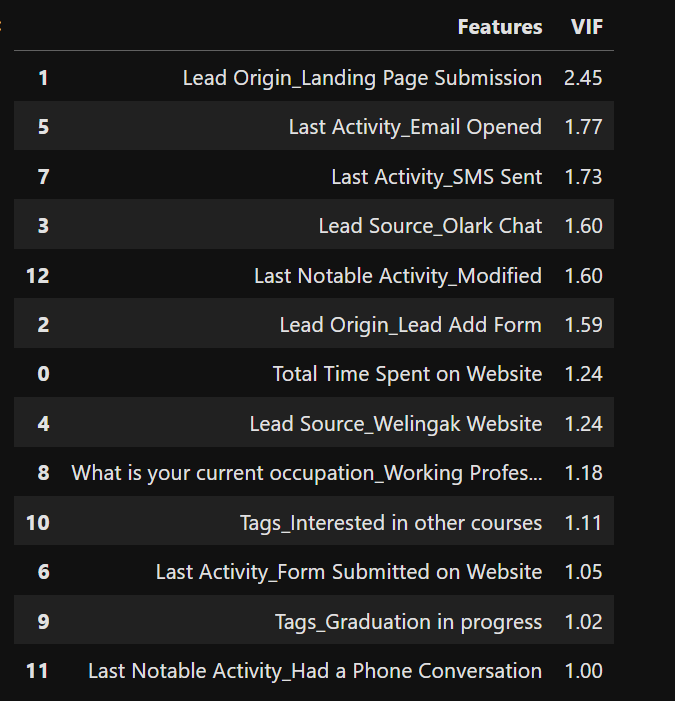 Features VIF
1 Lead Origin_Landing Page Submission 2.45
5 Last Activity_Email Opened 1.77
7 Last Activity_SMS Sent 1.73
3 Lead Source_Olark Chat 1.60
12 Last Notable Activity_Modified 1.60
2 Lead Origin_Lead Add Form 1.59
0 Total Time Spent on Website 1.24
4 Lead Source_Welingak Website 1.24
8 What is your current occupation_Working Profes... 1.18
10 Tags_Interested in other courses 1.11
6 Last Activity_Form Submitted on Website 1.05
9 Tags_Graduation in progress 1.02
11 Last Notable Activity_Had a Phone Conversation 1.00